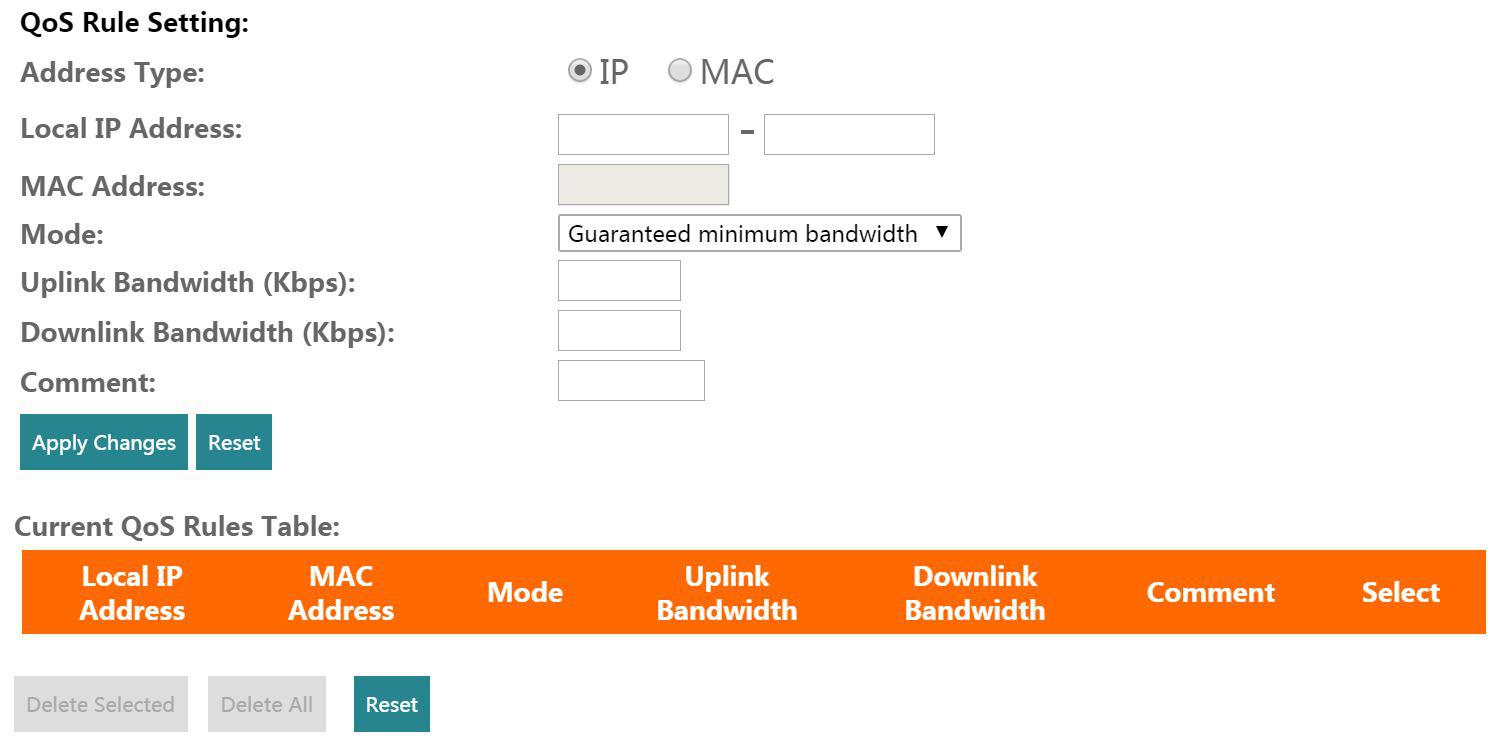 QoS Rule Setting:
Address Type: IP MAC
Local IP Address: -
MAC Address:
Mode: Guaranteed minimum bandwidth
Uplink Bandwidth (Kbps):
Downlink Bandwidth (Kbps):
Comment:
Apply Changes Reset
Current QoS Rules Table:
Local IP Address MAC Address Mode Uplink Bandwidth Downlink Bandwidth Comment Select
Delete Selected Delete All Reset